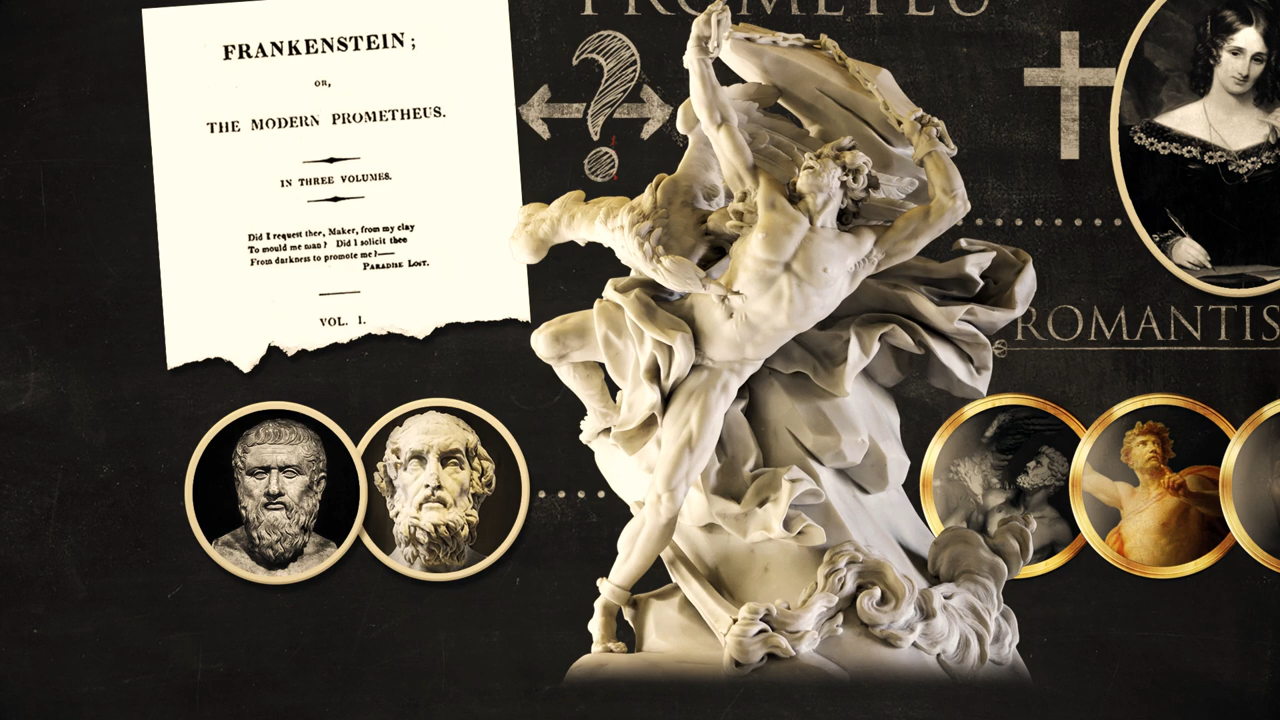 PROMETEU
FRANKENSTEIN;
OR,
THE MODERN PROMETHEUS.
IN THREE VOLUMES.
Did I request thee, Maker, from my clay
To mould me man? Did I solicit thee
From darkness to promote me?——
PARADISE LOST.
VOL. I.
?
ROMANTIS